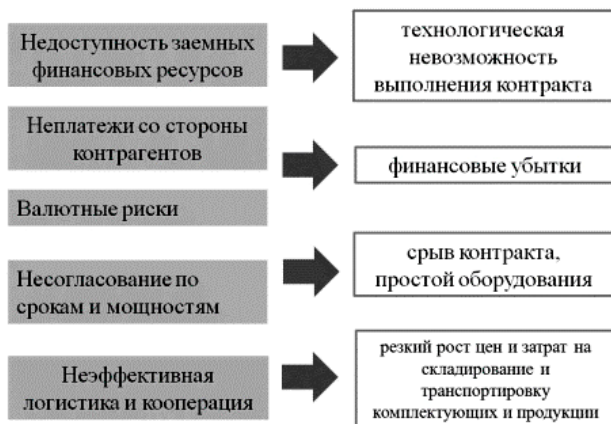 Недоступность заемных
финансовых ресурсов
технологическая
невозможность
выполнения контракта
Неплатежи со стороны
контрагентов
финансовые убытки
Валютные риски
Несогласование по
срокам и мощностям
срыв контракта,
простой оборудования
Неэффективная
логистика и кооперация
резкий рост цен и затрат на
складирование и
транспортировку
комплектующих и продукции